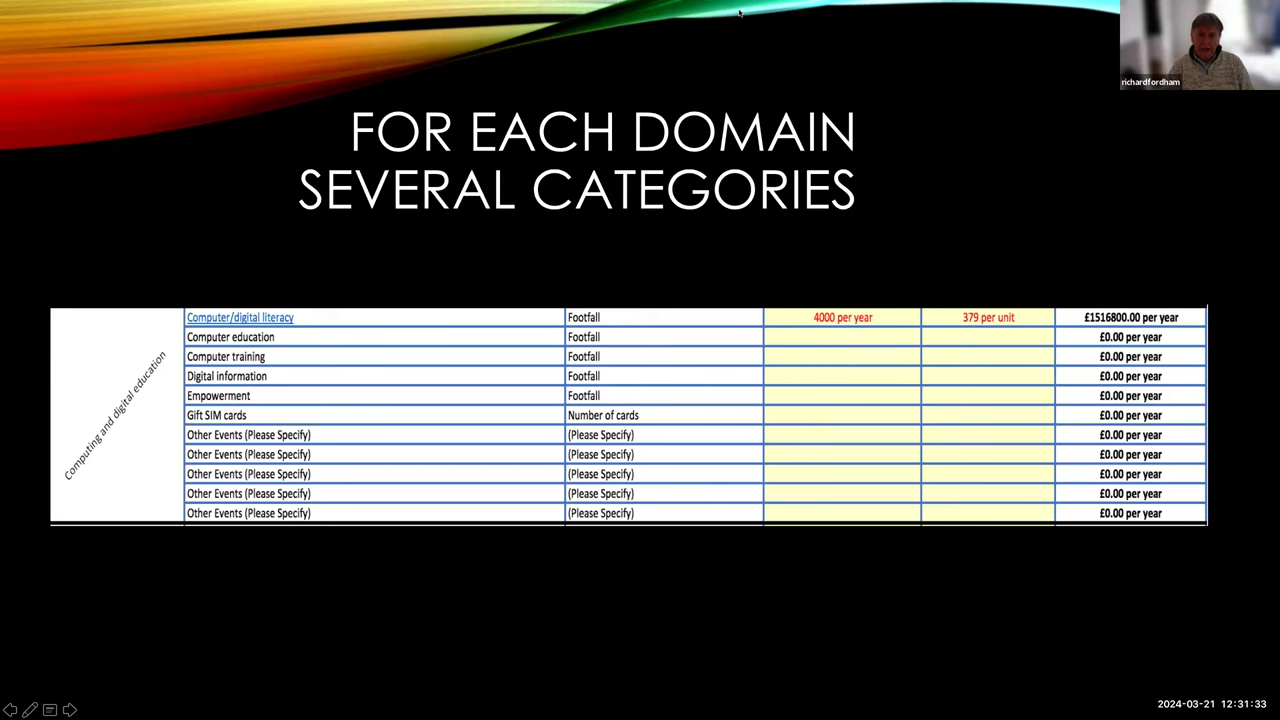 richardfordham
FOR EACH DOMAIN
SEVERAL CATEGORIES
Computing and digital education
Computer/digital literacy Footfall 4000 per year 379 per unit £1516800.00 per year
Computer education Footfall £0.00 per year
Computer training Footfall £0.00 per year
Digital information Footfall £0.00 per year
Empowerment Footfall £0.00 per year
Gift SIM cards Number of cards £0.00 per year
Other Events (Please Specify) (Please Specify) £0.00 per year
Other Events (Please Specify) (Please Specify) £0.00 per year
Other Events (Please Specify) (Please Specify) £0.00 per year
Other Events (Please Specify) (Please Specify) £0.00 per year
Other Events (Please Specify) (Please Specify) £0.00 per year
2024-03-21 12:31:33